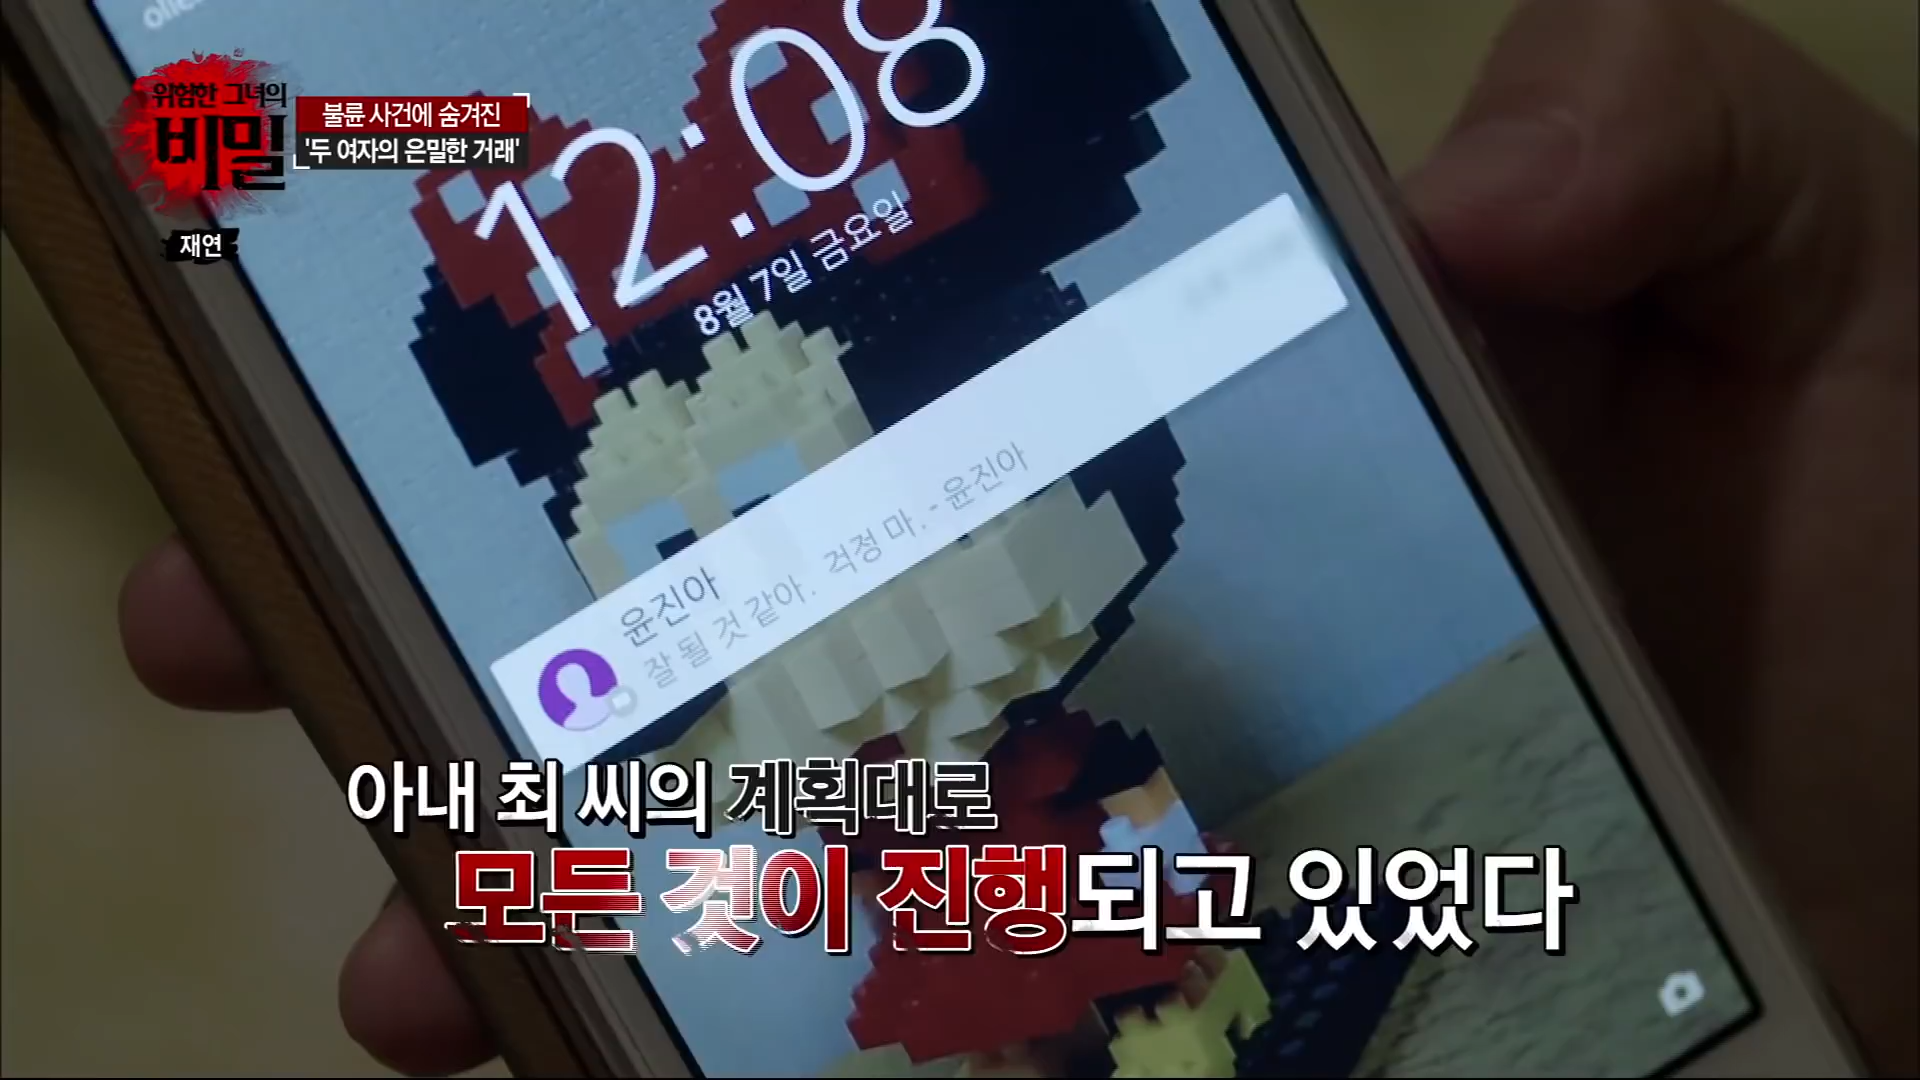 위험한 그녀의
비밀
불륜 사건에 숨겨진
'두 여자의 은밀한 거래'
재연
12:08
8월 7일 금요일
윤진아
잘 될 것 같아. 걱정 마. - 윤진아
아내 최 씨의 계획대로
모든 것이 진행되고 있었다